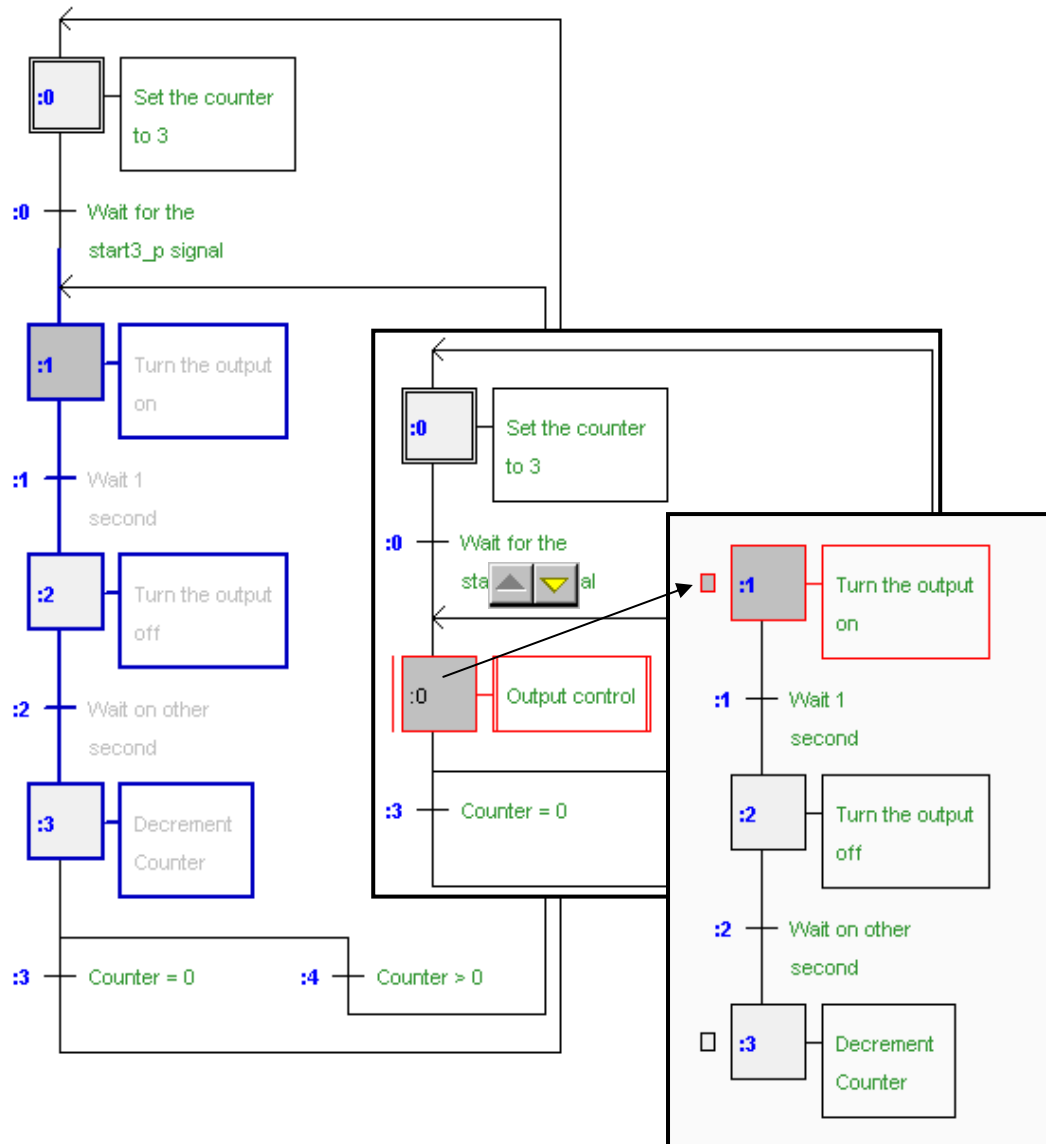 :0
Set the counter
to 3
:0
Wait for the
start3_p signal
:1
Turn the output
on
:1
Wait 1
second
:2
Turn the output
off
:2
Wait on other
second
:3
Decrement
Counter
:3
Counter = 0
:4
Counter > 0
:0
Set the counter
to 3
:0
Wait for the
sta
al
:0
Output control
:3
Counter = 0
:1
Turn the output
on
:1
Wait 1
second
:2
Turn the output
off
:2
Wait on other
second
:3
Decrement
Counter